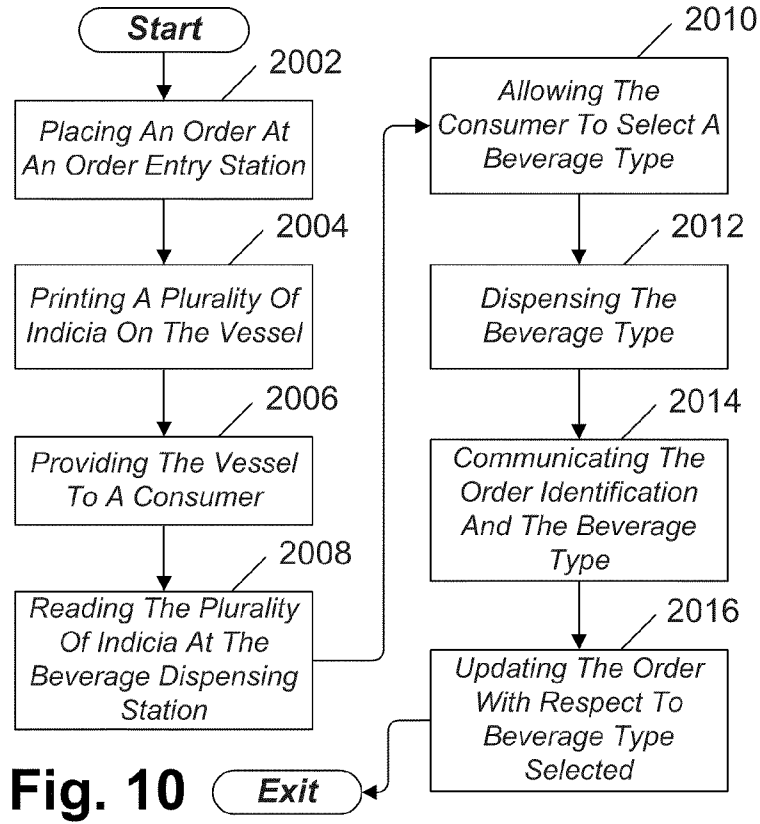 Start
2002
Placing An Order At
An Order Entry Station
2004
Printing A Plurality Of
Indicia On The Vessel
2006
Providing The Vessel
To A Consumer
2008
Reading The Plurality
Of Indicia At The
Beverage Dispensing
Station
2010
Allowing The
Consumer To Select A
Beverage Type
2012
Dispensing The
Beverage Type
2014
Communicating The
Order Identification
And The Beverage
Type
2016
Updating The Order
With Respect To
Beverage Type
Selected
Exit
Fig. 10